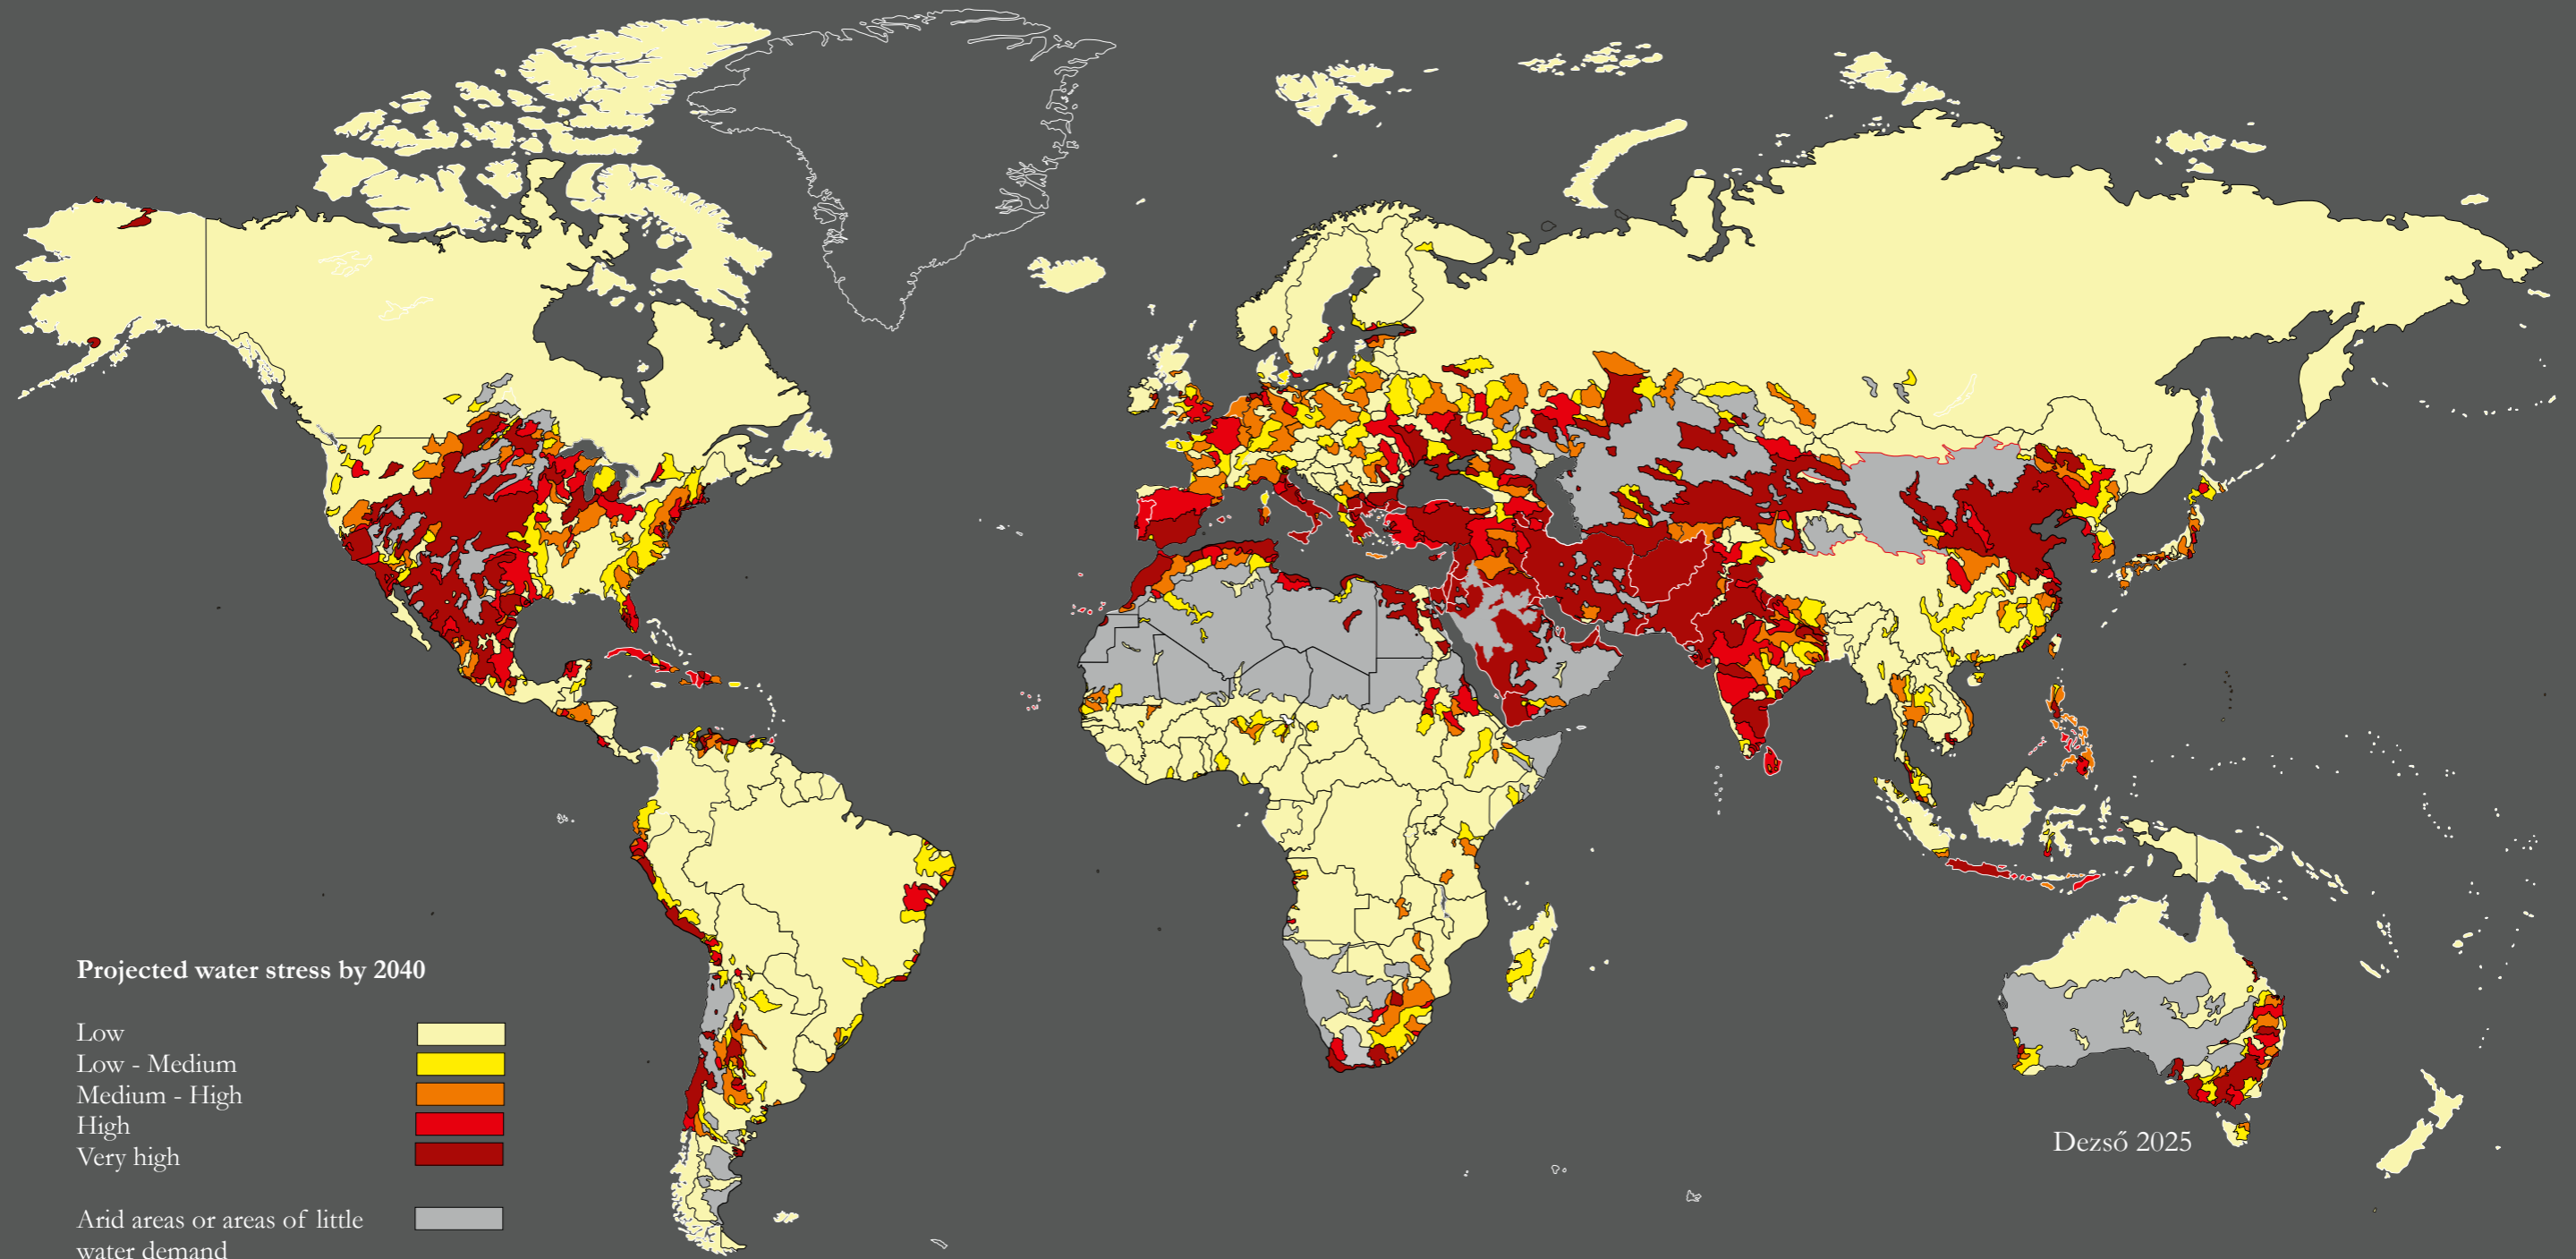 Projected water stress by 2040
Low
Low - Medium
Medium - High
High
Very high
Arid areas or areas of little
water demand
Dezső 2025